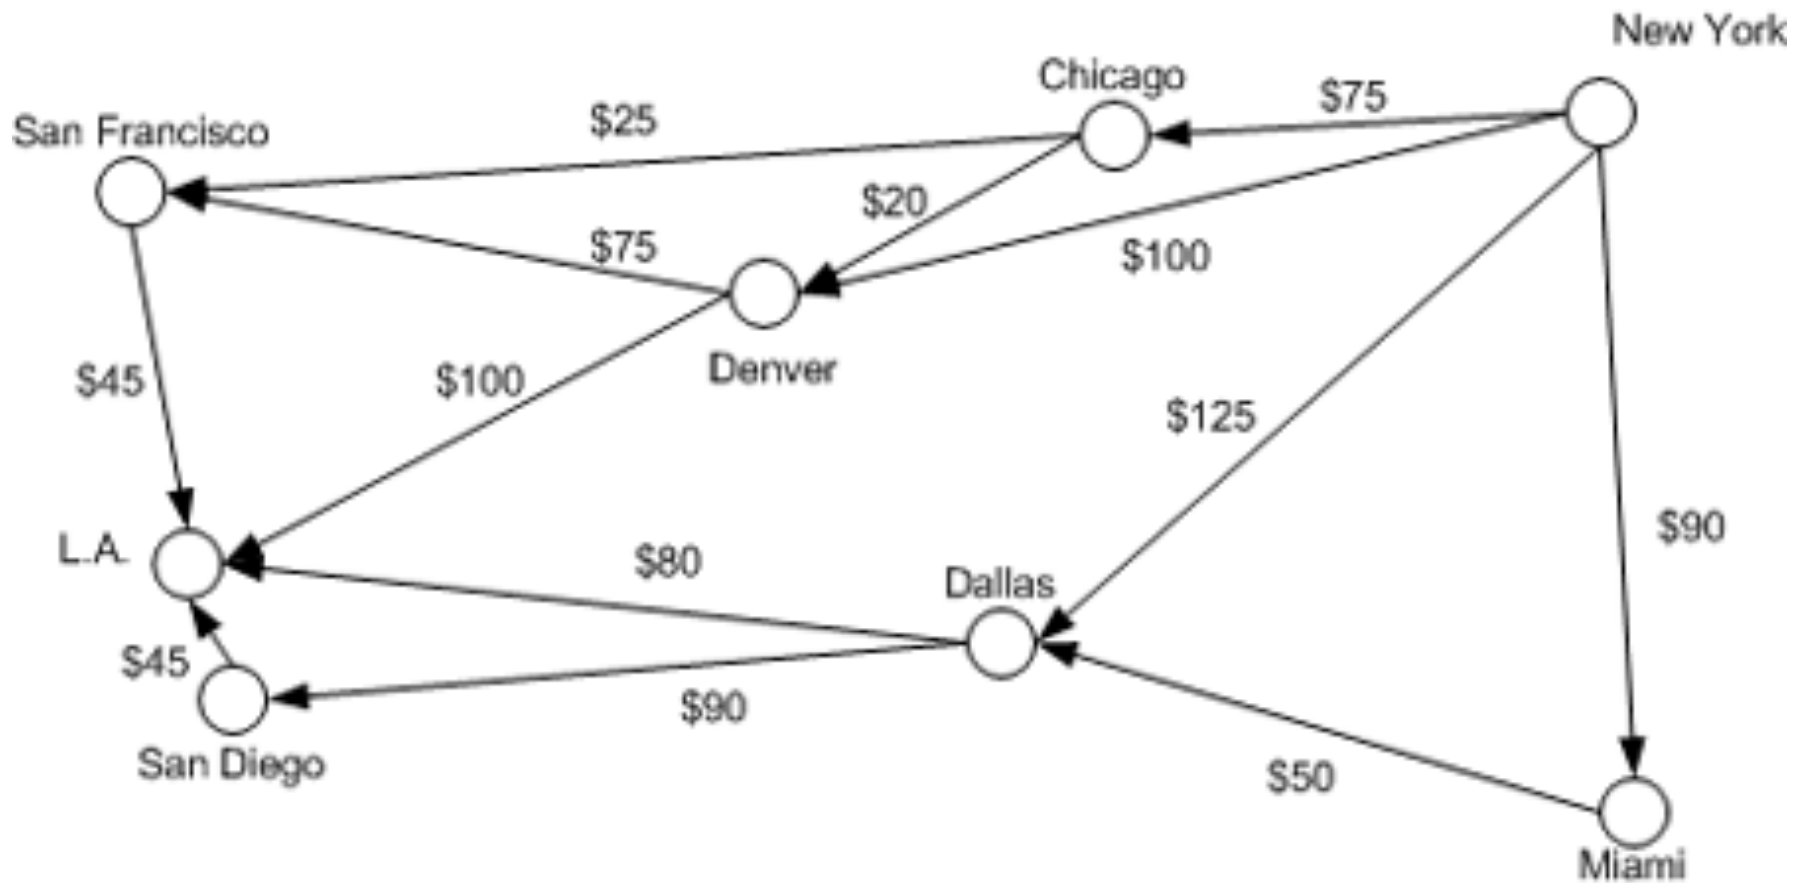 New York
Chicago
$75
$25
San Francisco
$20
$75
$100
Denver
$45
$100
$125
$90
L.A.
$80
Dallas
$45
$90
San Diego
$50
Miami